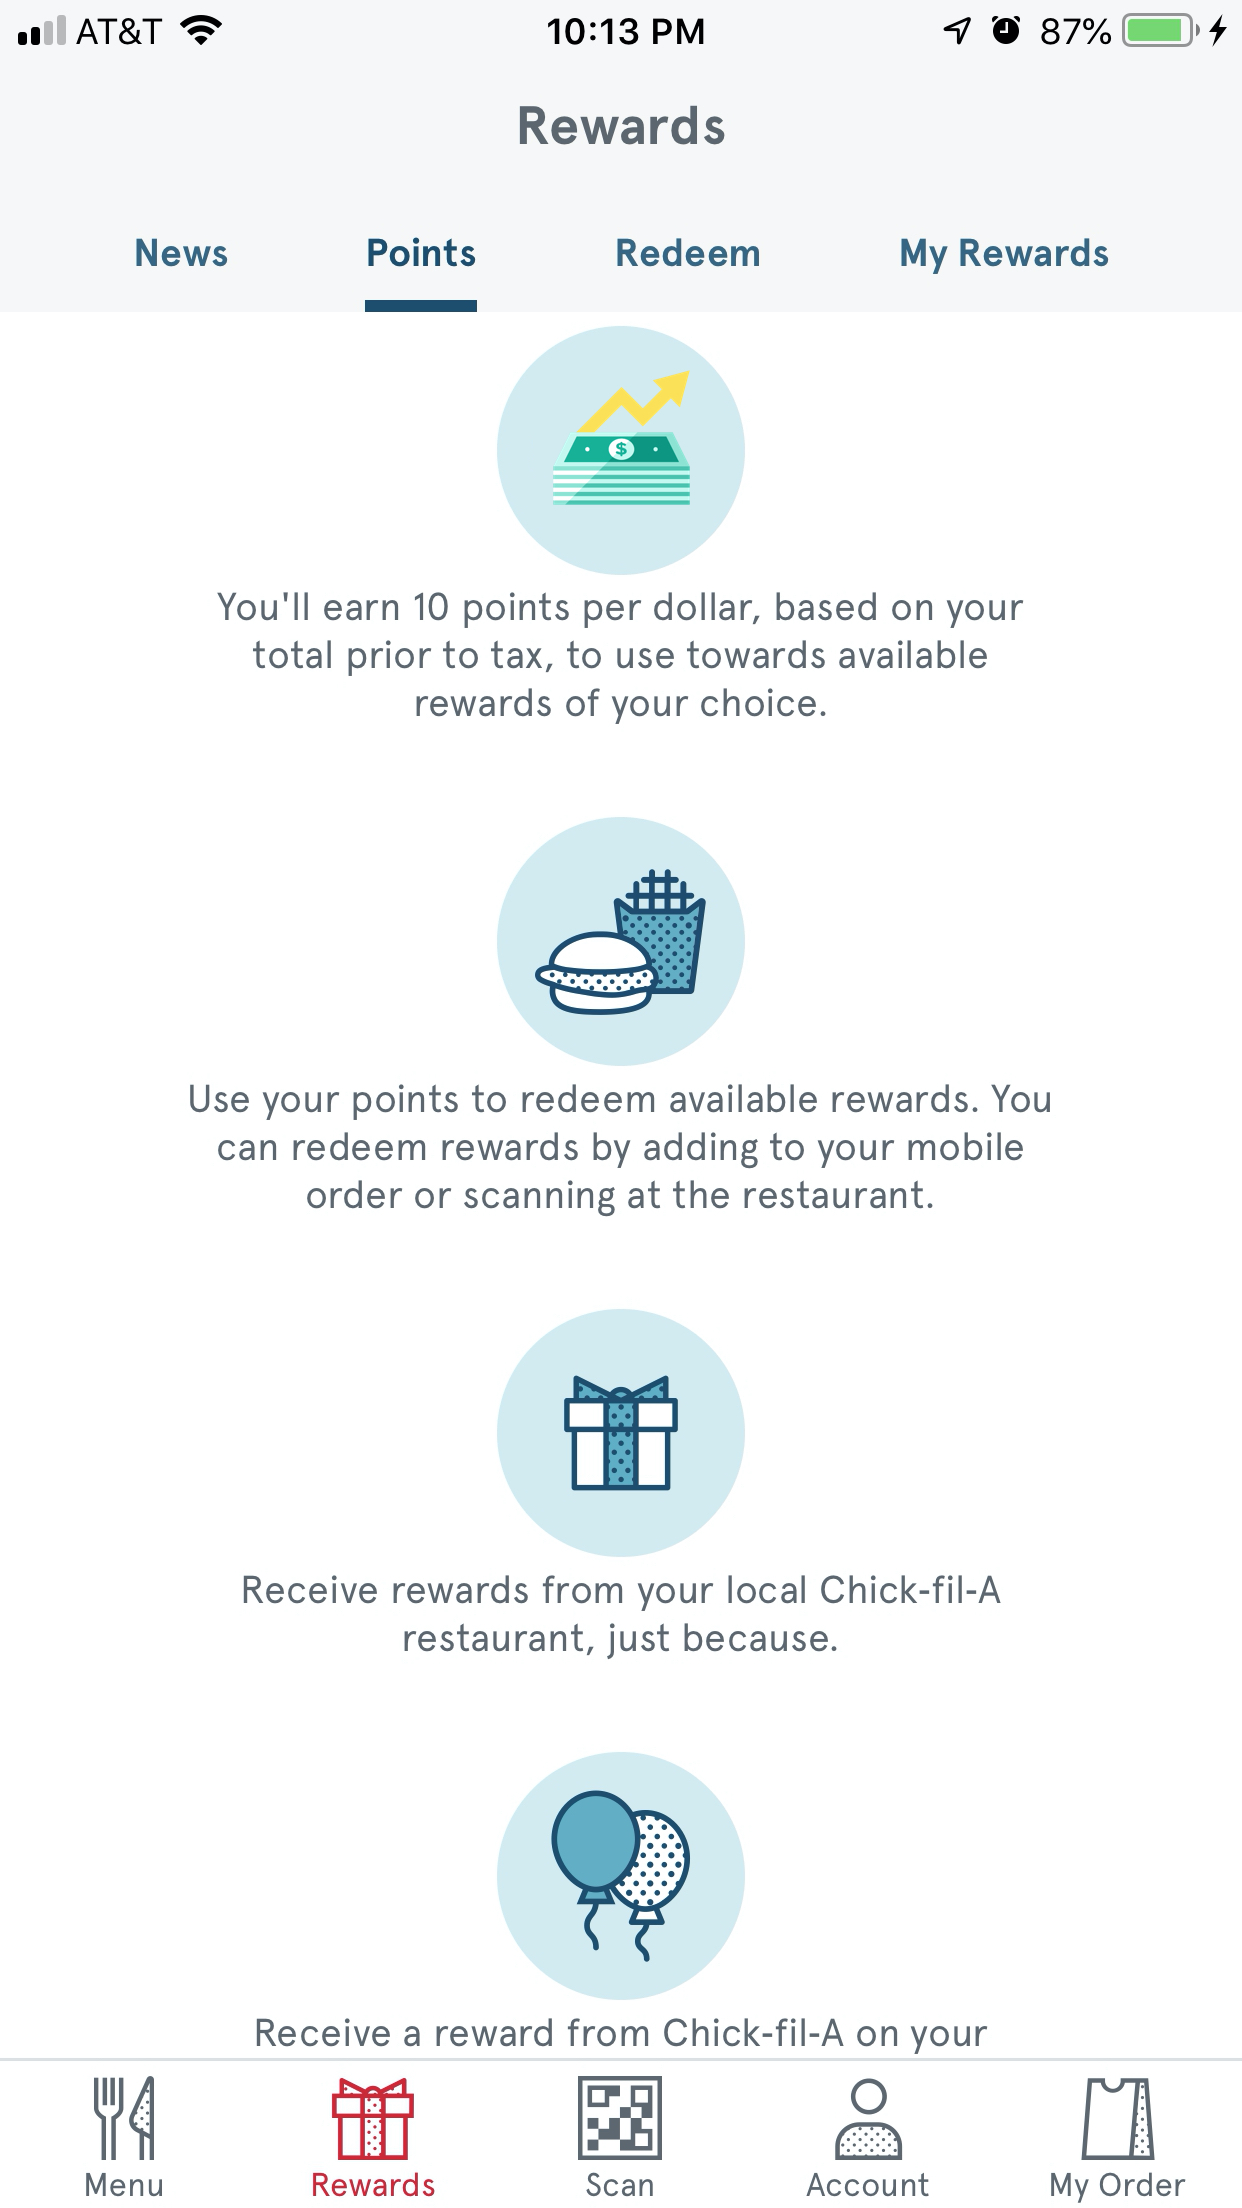 AT&T 10:13 PM 87%
Rewards
News Points Redeem My Rewards
$
You'll earn 10 points per dollar, based on your
total prior to tax, to use towards available
rewards of your choice.
Use your points to redeem available rewards. You
can redeem rewards by adding to your mobile
order or scanning at the restaurant.
Receive rewards from your local Chick-fil-A
restaurant, just because.
Receive a reward from Chick-fil-A on your
Menu Rewards Scan Account My Order